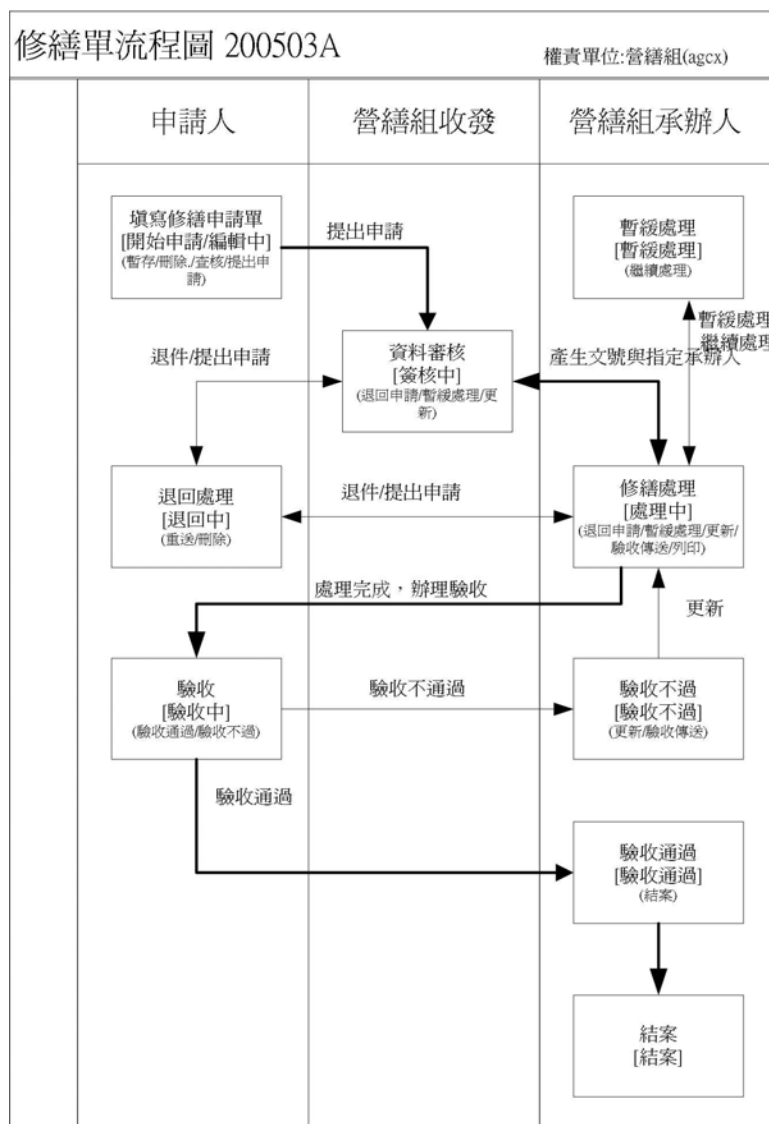 修繕單流程圖 200503A
權責單位:營繕組(agcx)
申請人
營繕組收發
營繕組承辦人
填寫修繕申請單
[開始申請/編輯中]
(暫存/刪除./查核/提出申
請)
提出申請
暫緩處理
[暫緩處理]
(繼續處理)
暫緩處理
繼續處理
退件/提出申請
資料審核
[簽核中]
(退回申請/暫緩處理/更
新)
產生文號與指定承辦人
退回處理
[退回中]
(重送/刪除)
退件/提出申請
修繕處理
[處理中]
(退回申請/暫緩處理/更新/
驗收傳送/列印)
處理完成，辦理驗收
更新
驗收
[驗收中]
(驗收通過/驗收不過)
驗收不通過
驗收不過
[驗收不過]
(更新/驗收傳送)
驗收通過
驗收通過
[驗收通過]
(結案)
結案
[結案]